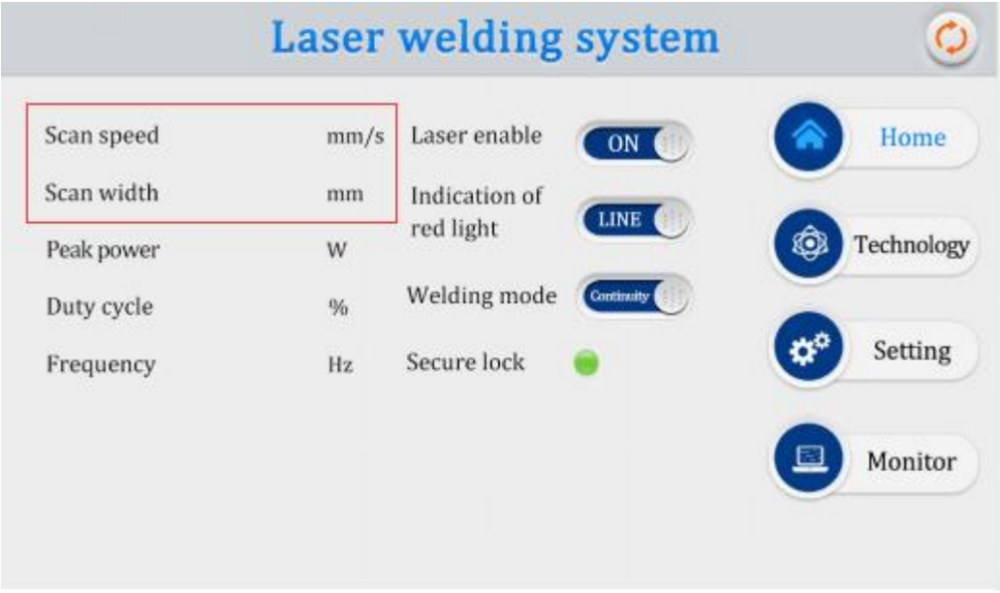 Laser welding system
Scan speed mm/s
Scan width mm
Peak power W
Duty cycle %
Frequency Hz
Laser enable ON
Indication of
red light LINE
Welding mode Continuity
Secure lock
Home
Technology
Setting
Monitor